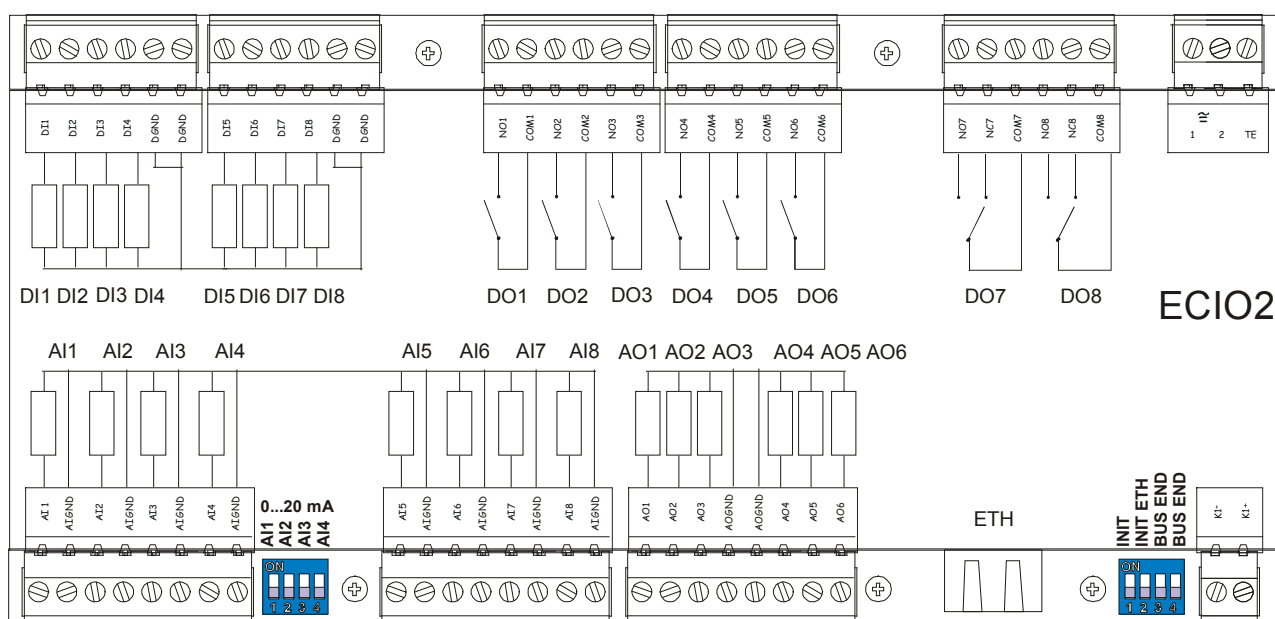 DI1 DI2 DI3 DI4 DGND DGND
DI5 DI6 DI7 DI8 DGND DGND
NO1 COM1 NO2 COM2 NO3 COM3
NO4 COM4 NO5 COM5 NO6 COM6
NO7 NC7 COM7 NO8 NC8 COM8
1 2 TE
DI1 DI2 DI3 DI4
DI5 DI6 DI7 DI8
DO1 DO2 DO3
DO4 DO5 DO6
DO7 DO8
ECIO2
AI1 AI2 AI3 AI4
AI5 AI6 AI7 AI8
AO1 AO2 AO3 AO4 AO5 AO6
AI1 AIGND AI2 AIGND AI3 AIGND AI4 AIGND
0...20 mA
AI1
AI2
AI3
AI4
AI5 AIGND AI6 AIGND AI7 AIGND AI8 AIGND
AO1 AO2 AO3 AOGND AOGND AO4 AO5 AO6
ETH
INIT
INIT ETH
BUS END
BUS END
K1- K1+
ON
1 2 3 4
ON
1 2 3 4